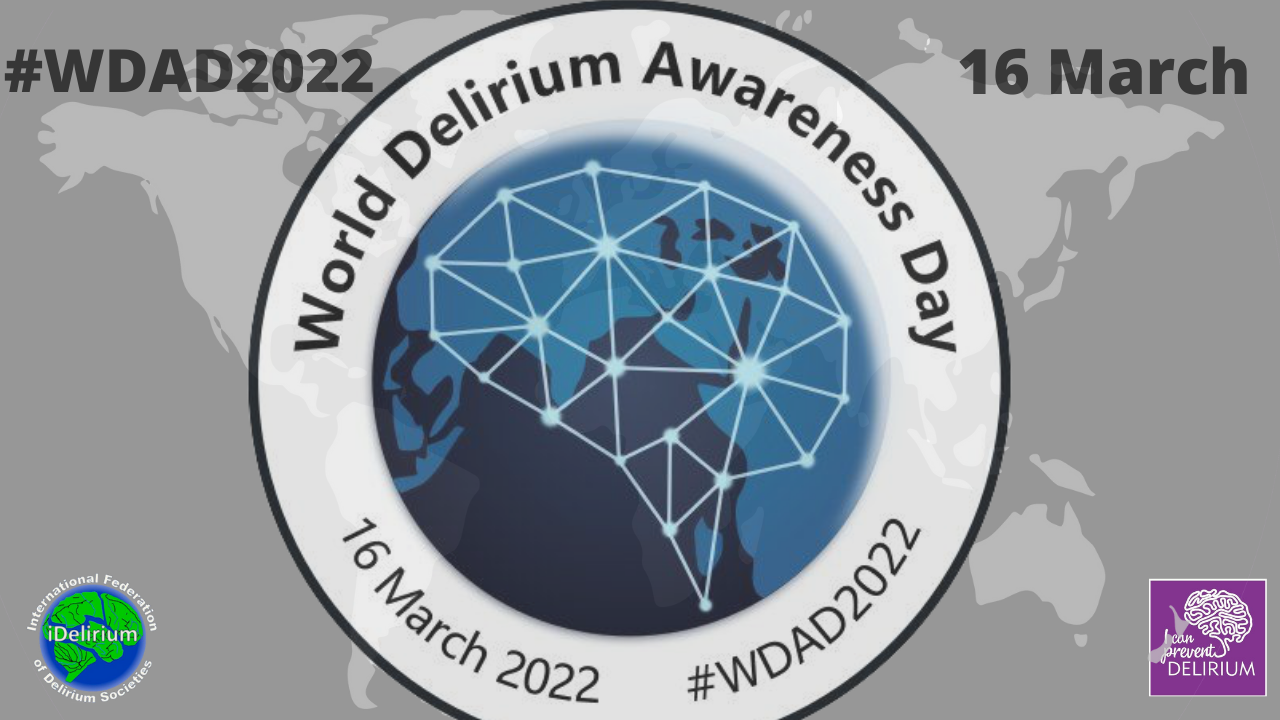 #WDAD2022
16 March
World Delirium Awareness Day
16 March 2022
#WDAD2022
International Federation
iDelirium
of Delirium Societies
I can
prevent
DELIRIUM